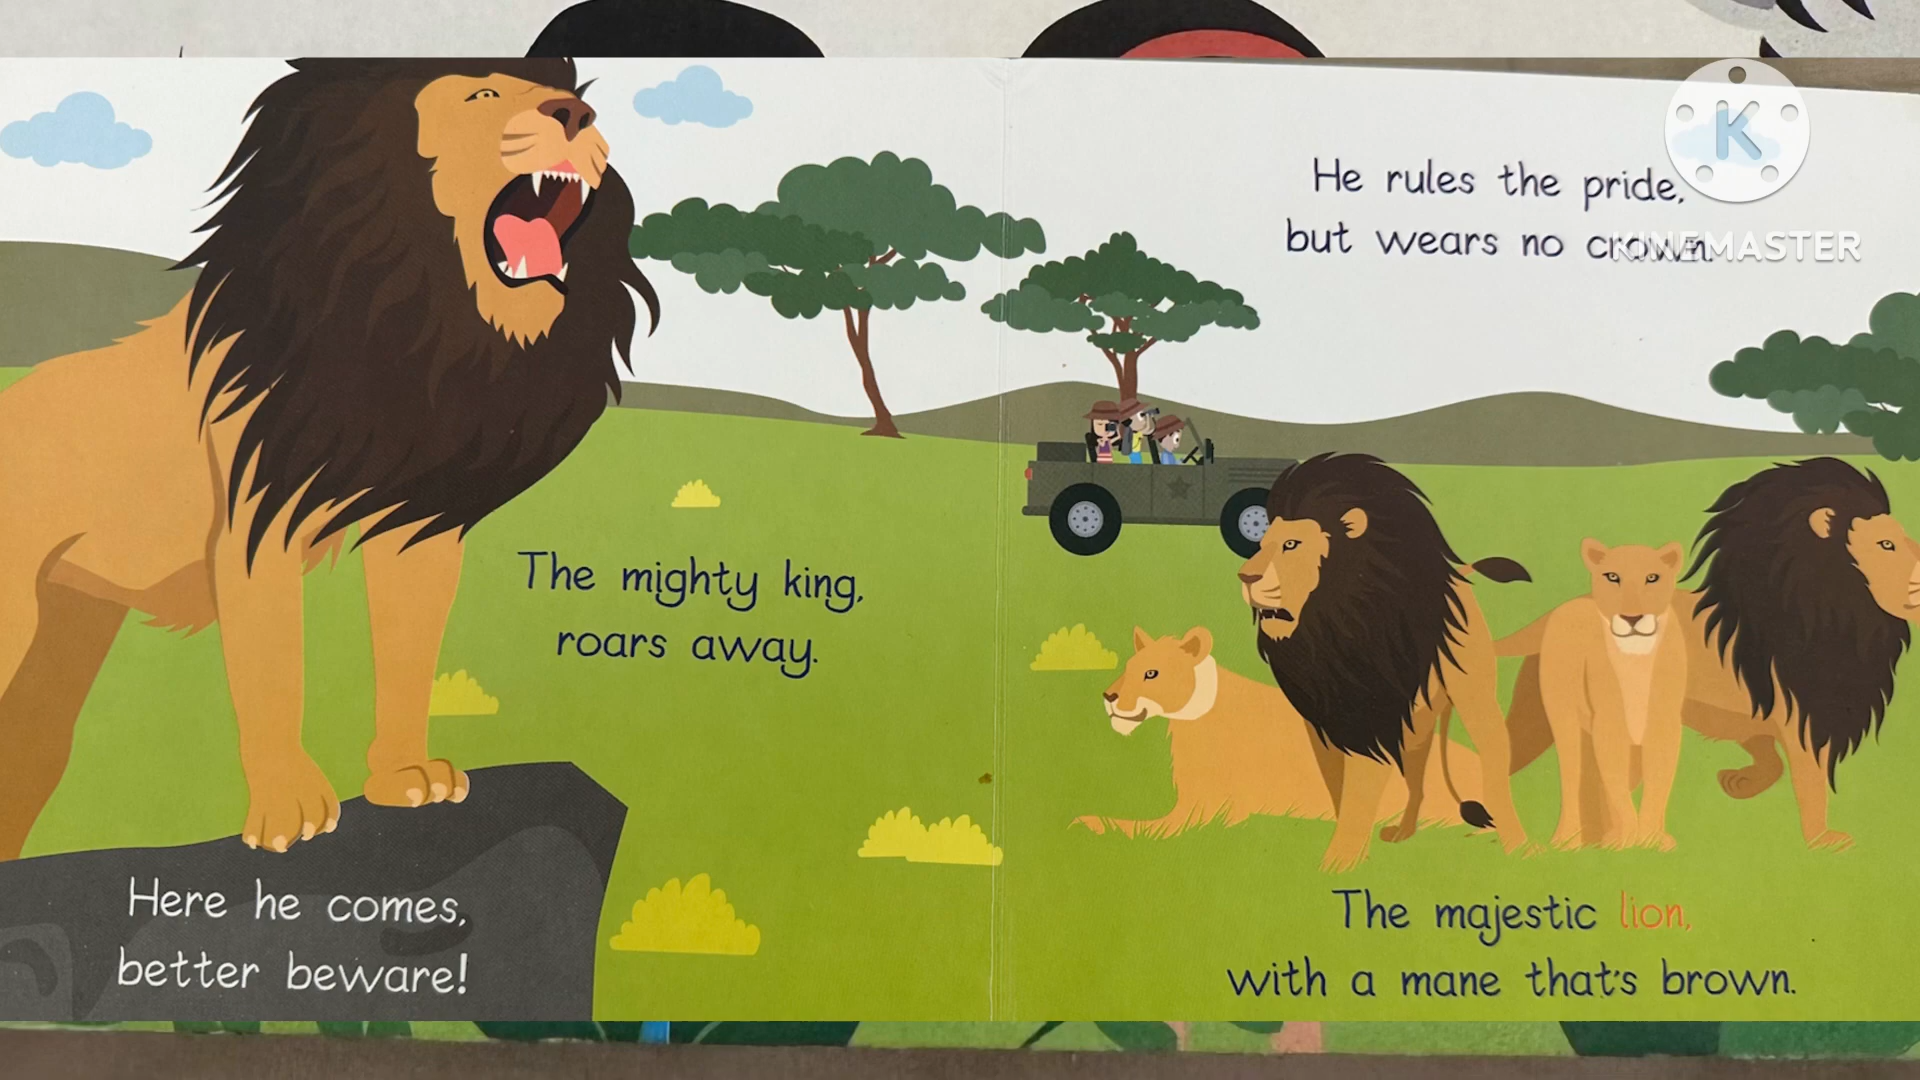 The mighty king,
roars away.
Here he comes,
better beware!
He rules the pride,
but wears no crown.
The majestic lion,
with a mane that's brown.
K
KINEMASTER